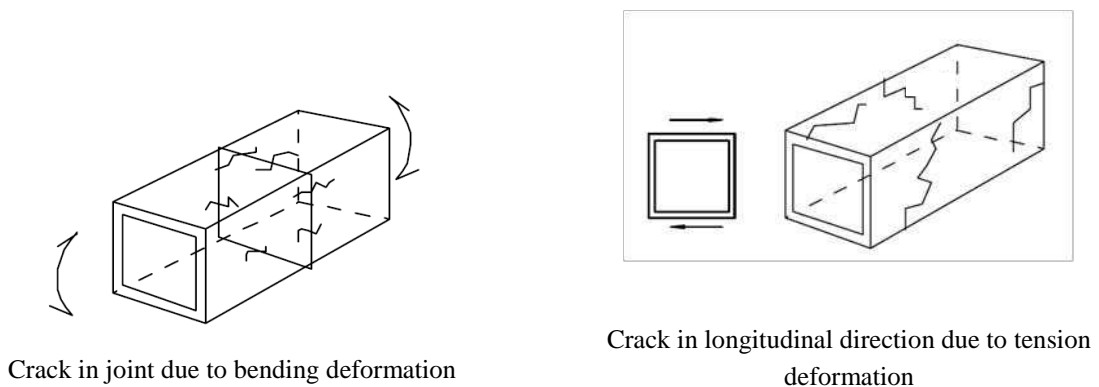 Crack in joint due to bending deformation
Crack in longitudinal direction due to tension
deformation